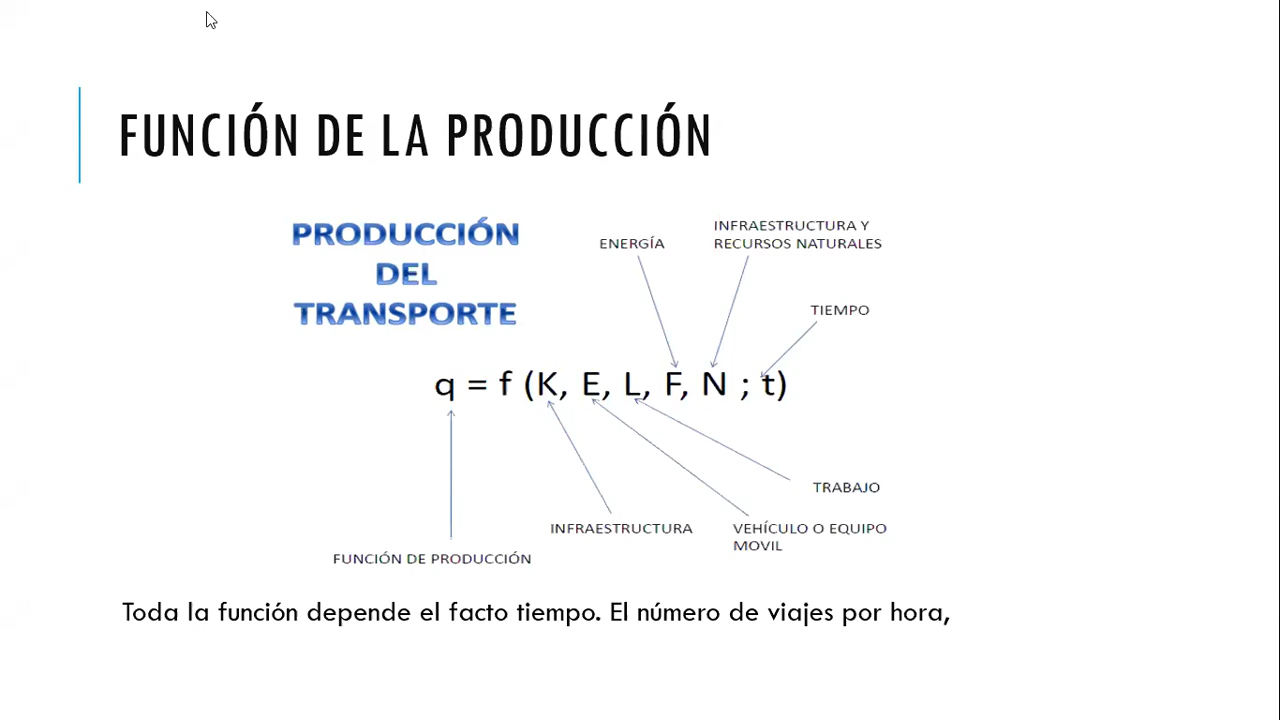 FUNCIÓN DE LA PRODUCCIÓN
PRODUCCIÓN
DEL
TRANSPORTE
ENERGÍA
INFRAESTRUCTURA Y
RECURSOS NATURALES
TIEMPO
q = f (K, E, L, F, N ; t)
TRABAJO
INFRAESTRUCTURA
VEHÍCULO O EQUIPO
MOVIL
FUNCIÓN DE PRODUCCIÓN
Toda la función depende el facto tiempo. El número de viajes por hora,